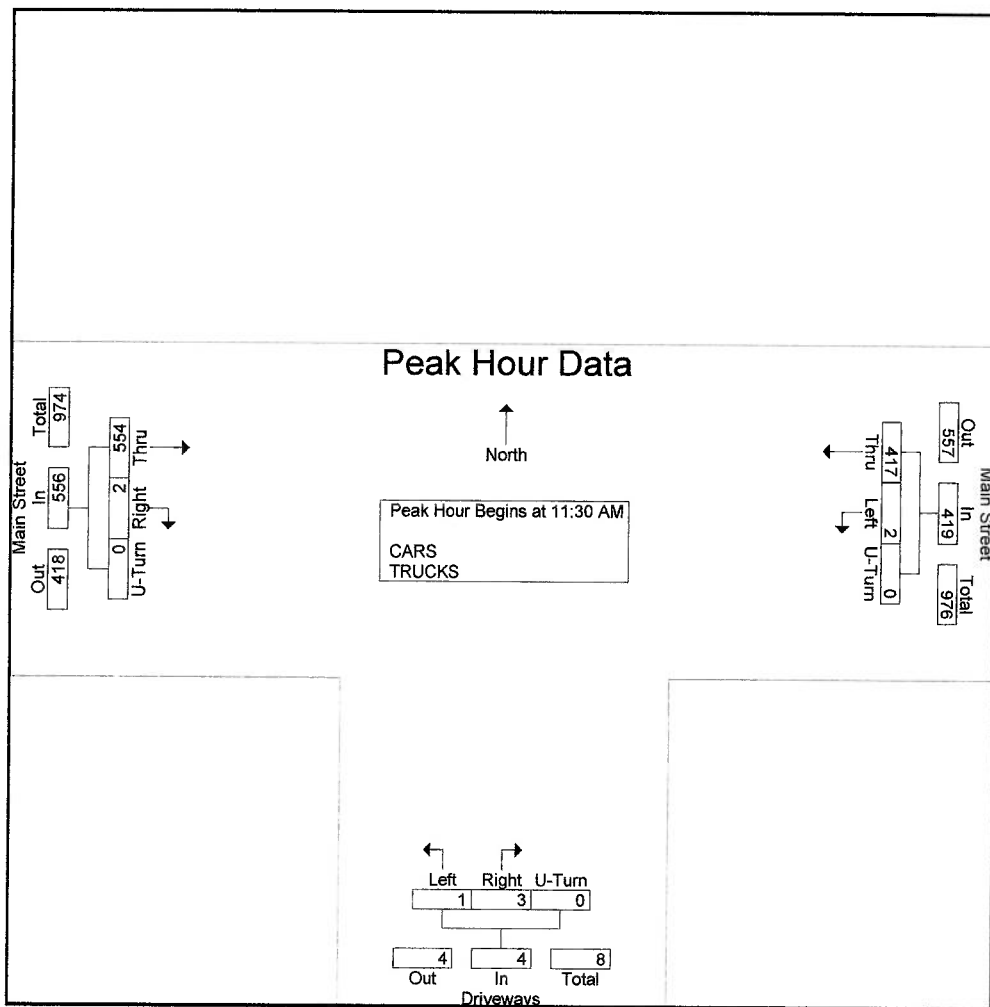 Peak Hour Data
North
Peak Hour Begins at 11:30 AM
CARS
TRUCKS
Main Street
Out In Total
418 556 974
554 2 0
Thru Right U-Turn
Main Street
Out In Total
557 419 976
417 2 0
Thru Left U-Turn
Left Right U-Turn
1 3 0
4 4 8
Out In Total
Driveways